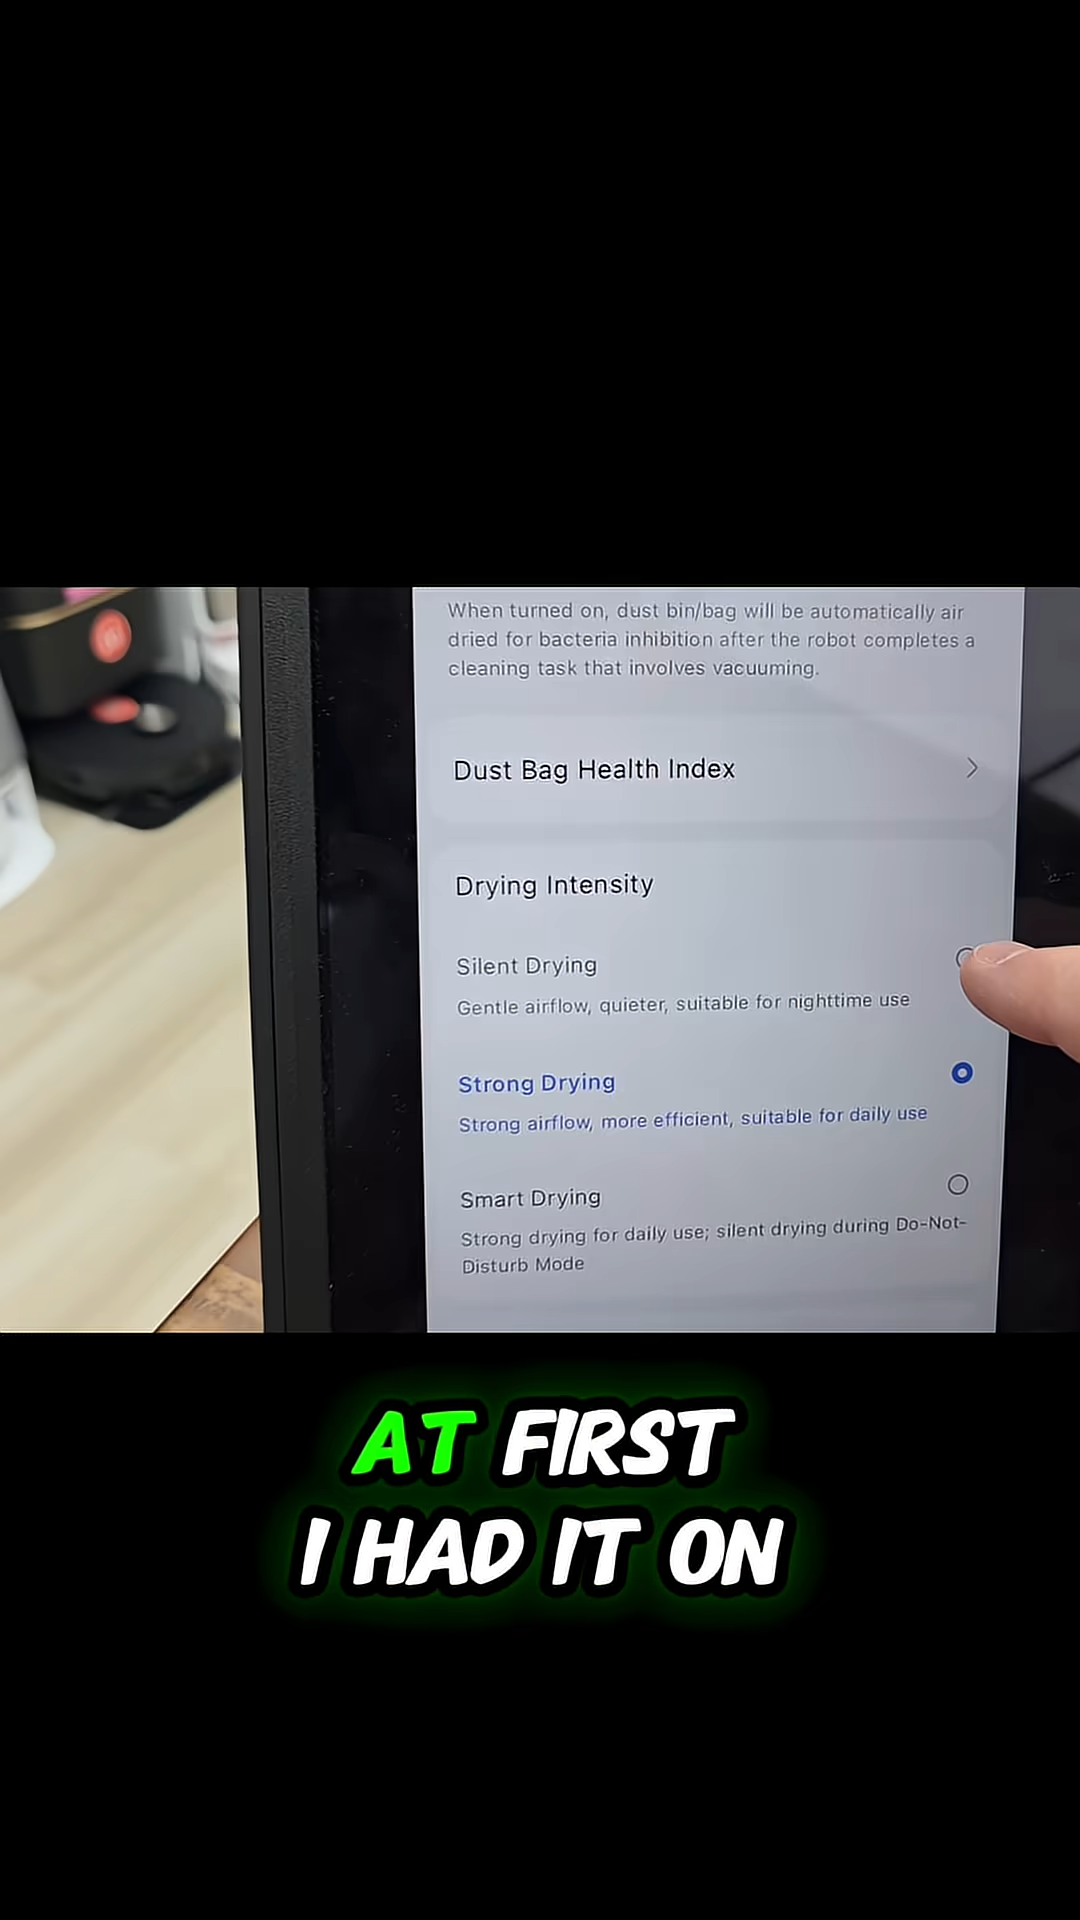 When turned on, dust bin/bag will be automatically air
dried for bacteria inhibition after the robot completes a
cleaning task that involves vacuuming.
Dust Bag Health Index
Drying Intensity
Silent Drying
Gentle airflow, quieter, suitable for nighttime use
Strong Drying
Strong airflow, more efficient, suitable for daily use
Smart Drying
Strong drying for daily use; silent drying during Do-Not-
Disturb Mode
AT FIRST
I HAD IT ON